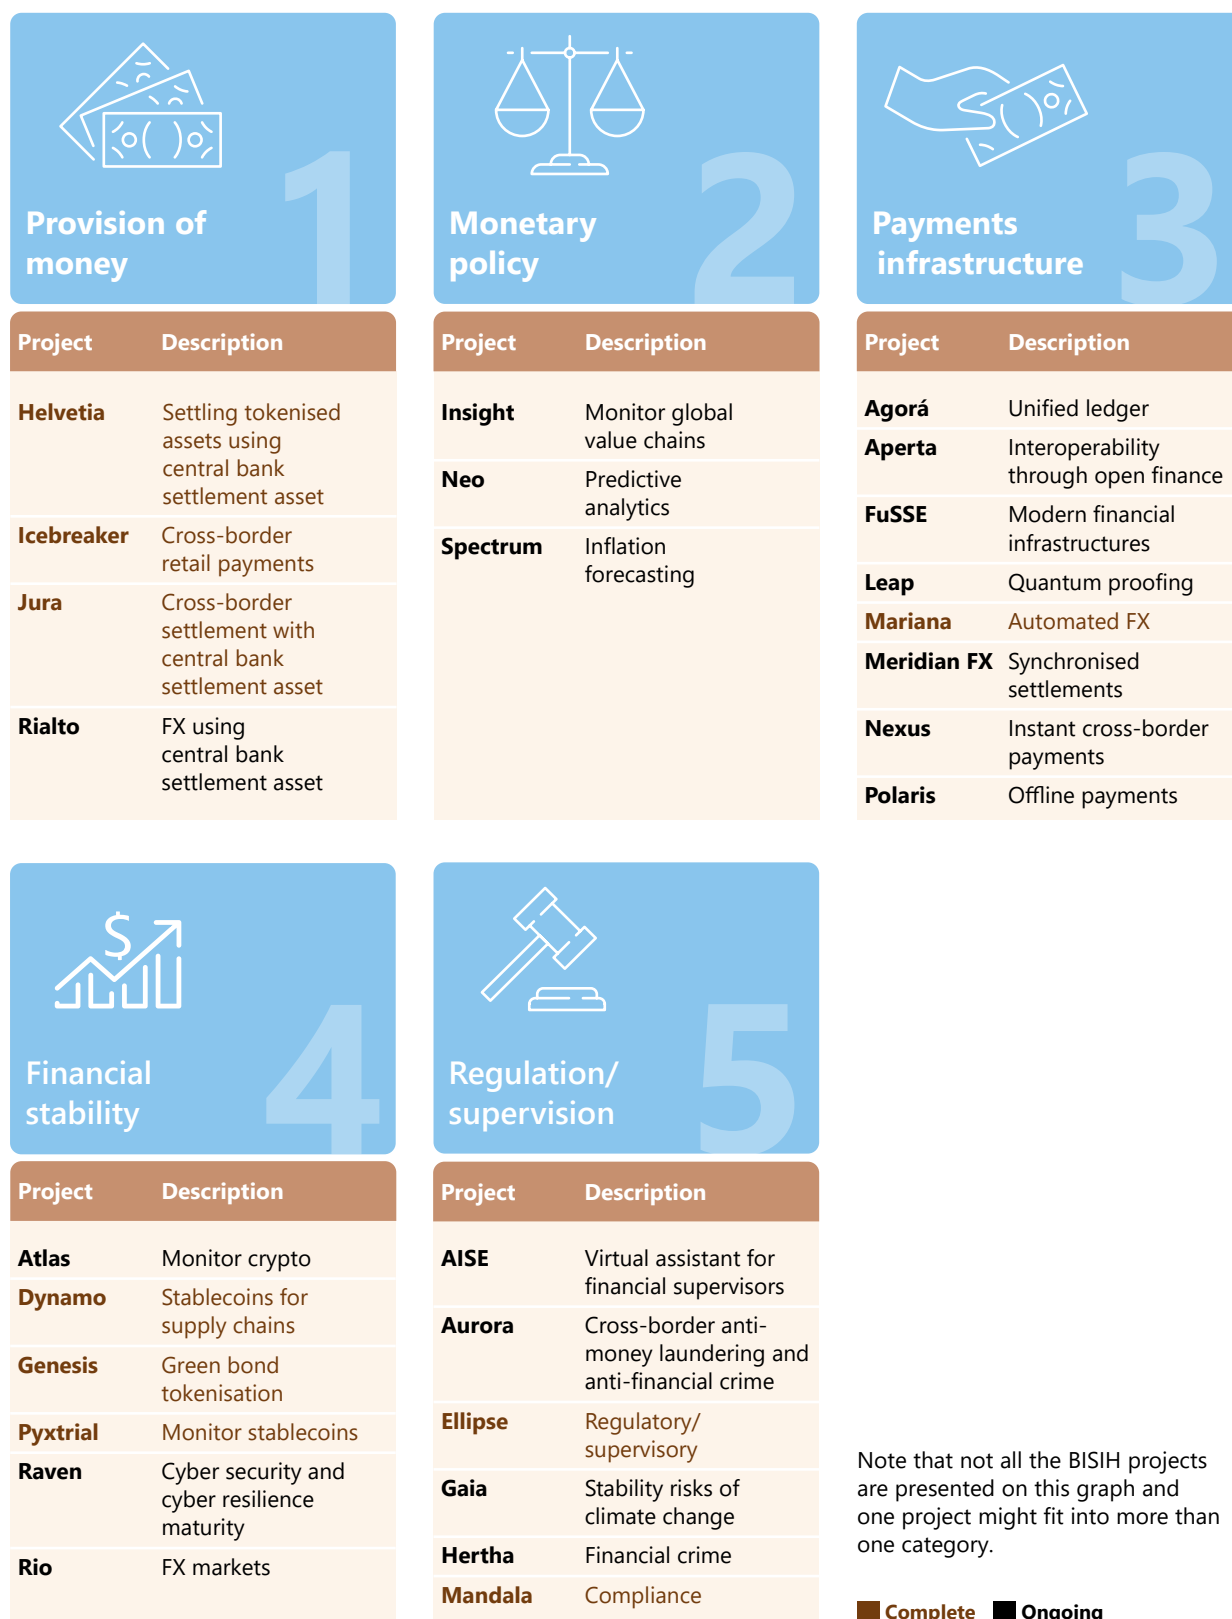 1
Provision of
money
Project Description
Helvetia Settling tokenised
assets using
central bank
settlement asset
Icebreaker Cross-border
retail payments
Jura Cross-border
settlement with
central bank
settlement asset
Rialto FX using
central bank
settlement asset
2
Monetary
policy
Project Description
Insight Monitor global
value chains
Neo Predictive
analytics
Spectrum Inflation
forecasting
3
Payments
infrastructure
Project Description
Agorá Unified ledger
Aperta Interoperability
through open finance
FuSSE Modern financial
infrastructures
Leap Quantum proofing
Mariana Automated FX
Meridian FX Synchronised
settlements
Nexus Instant cross-border
payments
Polaris Offline payments
$
4
Financial
stability
Project Description
Atlas Monitor crypto
Dynamo Stablecoins for
supply chains
Genesis Green bond
tokenisation
Pyxtrial Monitor stablecoins
Raven Cyber security and
cyber resilience
maturity
Rio FX markets
5
Regulation/
supervision
Project Description
AISE Virtual assistant for
financial supervisors
Aurora Cross-border anti-
money laundering and
anti-financial crime
Ellipse Regulatory/
supervisory
Gaia Stability risks of
climate change
Hertha Financial crime
Mandala Compliance
Note that not all the BISIH projects
are presented on this graph and
one project might fit into more than
one category.
Complete Ongoing